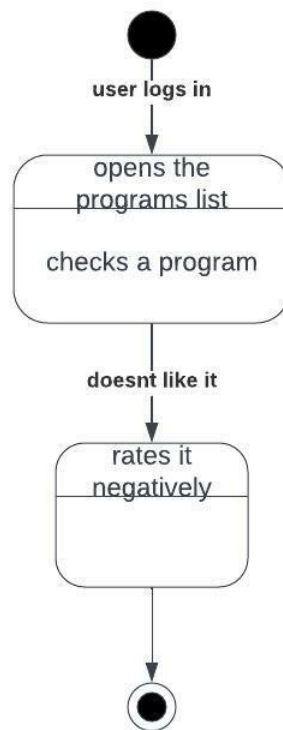 user logs in
opens the
programs list
checks a program
doesnt like it
rates it
negatively